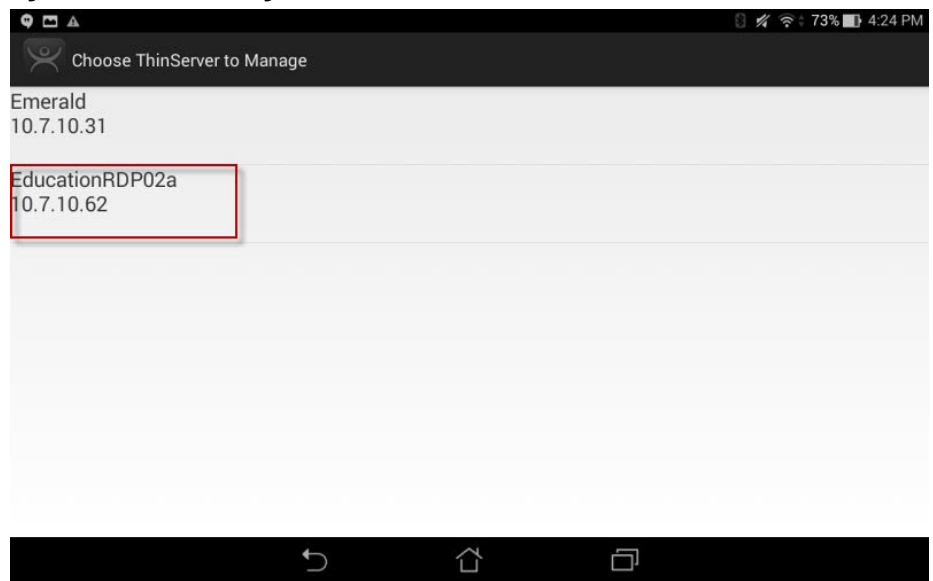 73% 4:24 PM
Choose ThinServer to Manage
Emerald
10.7.10.31
EducationRDP02a
10.7.10.62